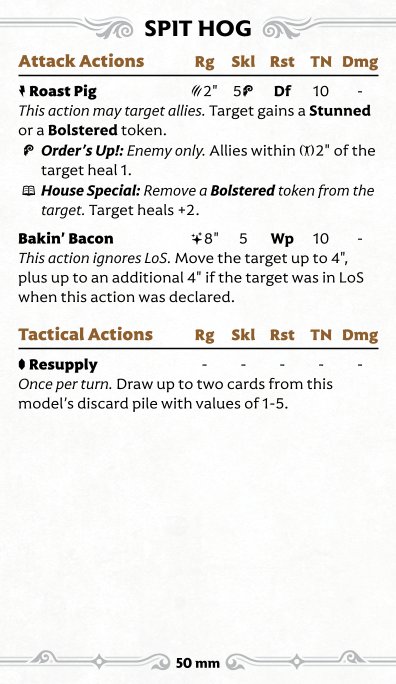 SPIT HOG
Attack Actions Rg Skl Rst TN Dmg
Roast Pig 2" 5 Df 10 -
This action may target allies. Target gains a Stunned
or a Bolstered token.
Order's Up!: Enemy only. Allies within 2" of the
target heal 1.
House Special: Remove a Bolstered token from the
target. Target heals +2.
Bakin' Bacon 8" 5 Wp 10 -
This action ignores LoS. Move the target up to 4",
plus up to an additional 4" if the target was in LoS
when this action was declared.
Tactical Actions Rg Skl Rst TN Dmg
Resupply - - - - -
Once per turn. Draw up to two cards from this
model's discard pile with values of 1-5.
50 mm